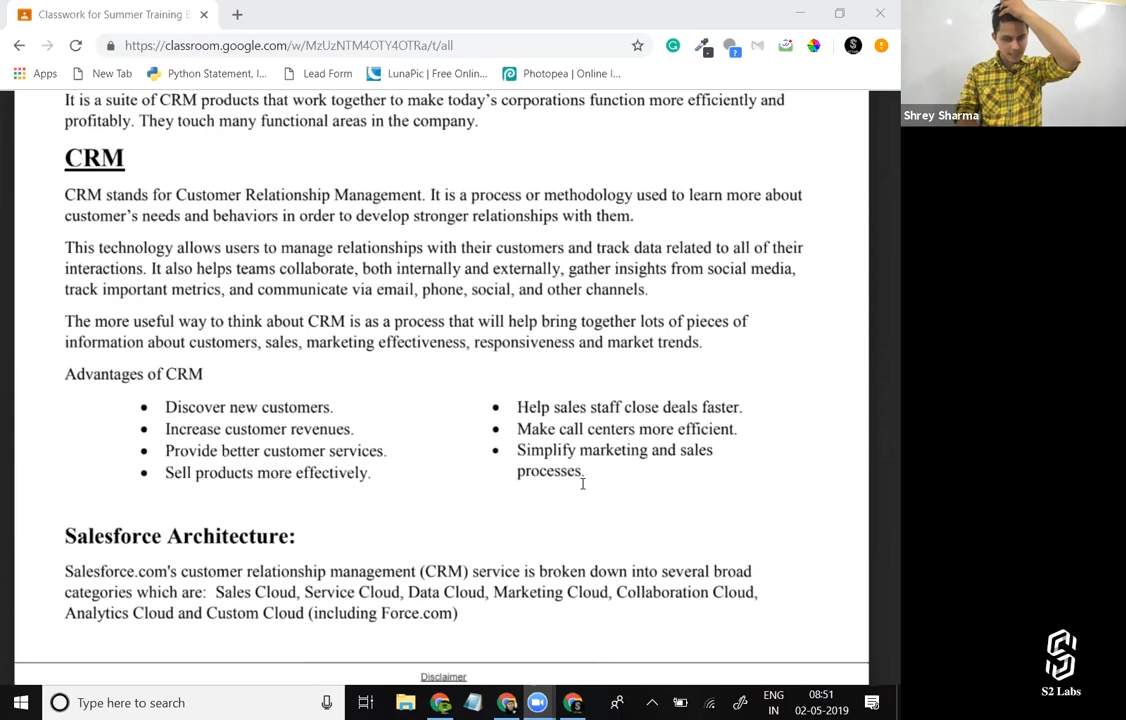 Classwork for Summer Training
https://classroom.google.com/w/MzUzNTM4OTY4OTRa/t/all
Apps
New Tab
Python Statement, I...
Lead Form
LunaPic | Free Onlin...
Photopea | Online I...
Shrey Sharma
It is a suite of CRM products that work together to make today's corporations function more efficiently and
profitably. They touch many functional areas in the company.
CRM
CRM stands for Customer Relationship Management. It is a process or methodology used to learn more about
customer's needs and behaviors in order to develop stronger relationships with them.
This technology allows users to manage relationships with their customers and track data related to all of their
interactions. It also helps teams collaborate, both internally and externally, gather insights from social media,
track important metrics, and communicate via email, phone, social, and other channels.
The more useful way to think about CRM is as a process that will help bring together lots of pieces of
information about customers, sales, marketing effectiveness, responsiveness and market trends.
Advantages of CRM
• Discover new customers.
• Increase customer revenues.
• Provide better customer services.
• Sell products more effectively.
• Help sales staff close deals faster.
• Make call centers more efficient.
• Simplify marketing and sales
processes.
Salesforce Architecture:
Salesforce.com's customer relationship management (CRM) service is broken down into several broad
categories which are: Sales Cloud, Service Cloud, Data Cloud, Marketing Cloud, Collaboration Cloud,
Analytics Cloud and Custom Cloud (including Force.com)
Disclaimer
S2 Labs
Type here to search
ENG
IN
08:51
02-05-2019